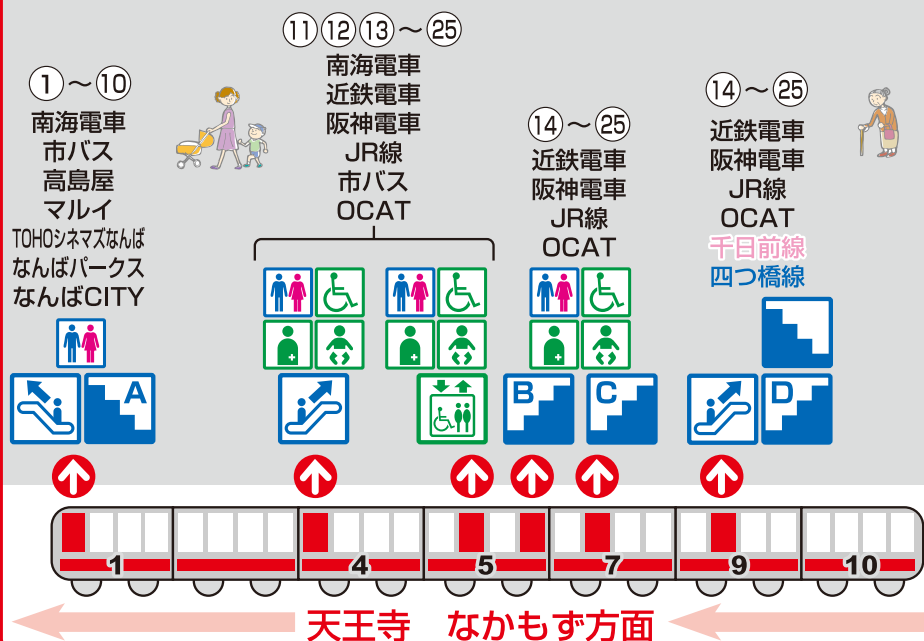 ①～⑩
南海電車
市バス
高島屋
マルイ
TOHOシネマズなんば
なんばパークス
なんばCITY
A
⑪⑫⑬～㉕
南海電車
近鉄電車
阪神電車
JR線
市バス
OCAT
⑭～㉕
近鉄電車
阪神電車
JR線
OCAT
B
C
⑭～㉕
近鉄電車
阪神電車
JR線
OCAT
千日前線
四つ橋線
D
1
4
5
7
9
10
天王寺 なかもず方面